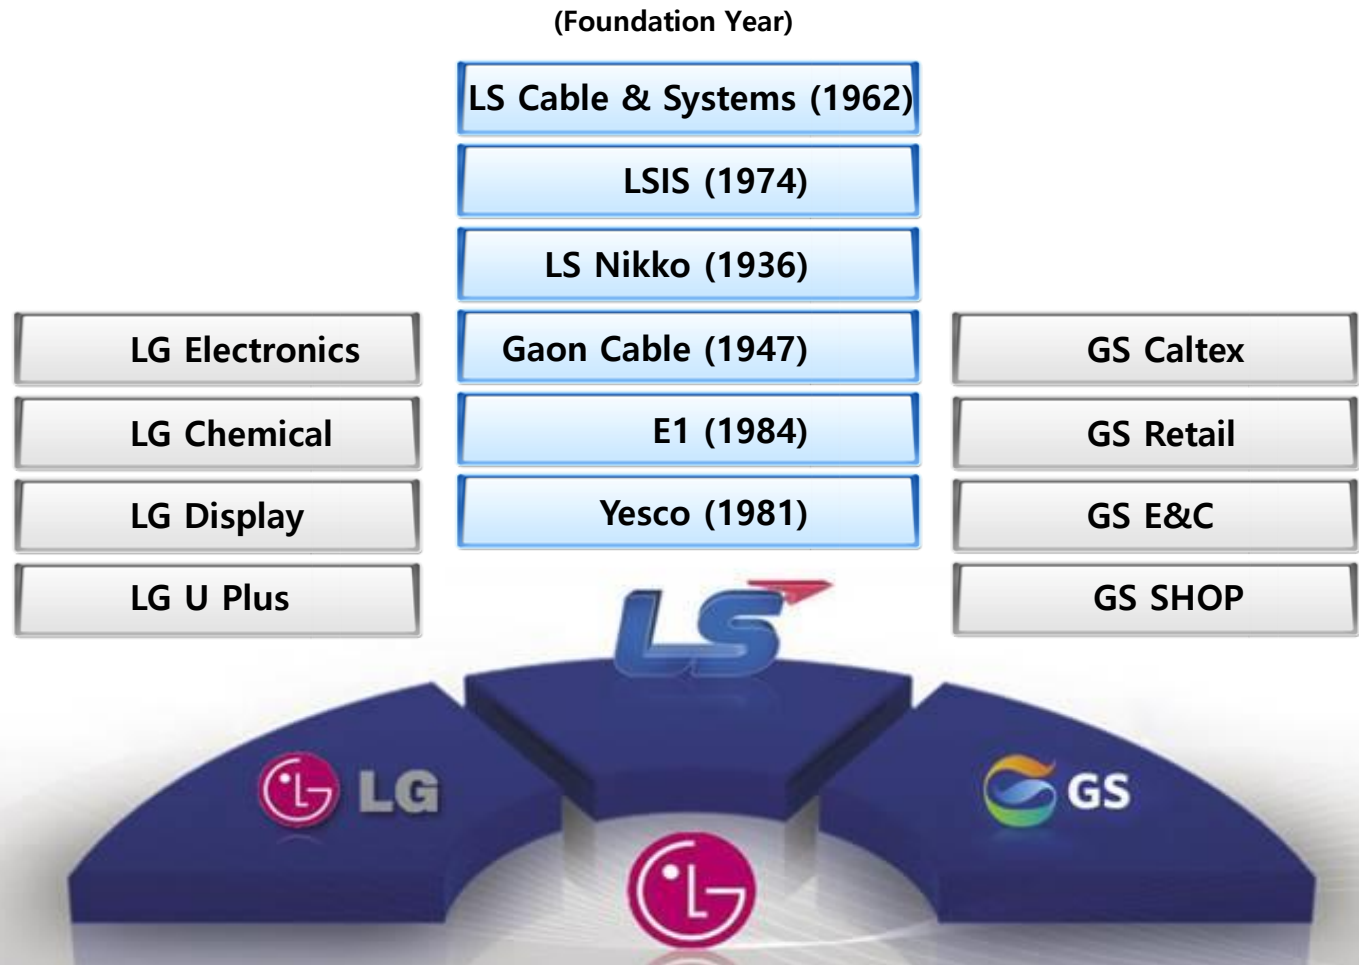 (Foundation Year)
LS Cable & Systems (1962)
LSIS (1974)
LS Nikko (1936)
Gaon Cable (1947)
E1 (1984)
Yesco (1981)
LG Electronics
LG Chemical
LG Display
LG U Plus
GS Caltex
GS Retail
GS E&C
GS SHOP
LS
LG
GS